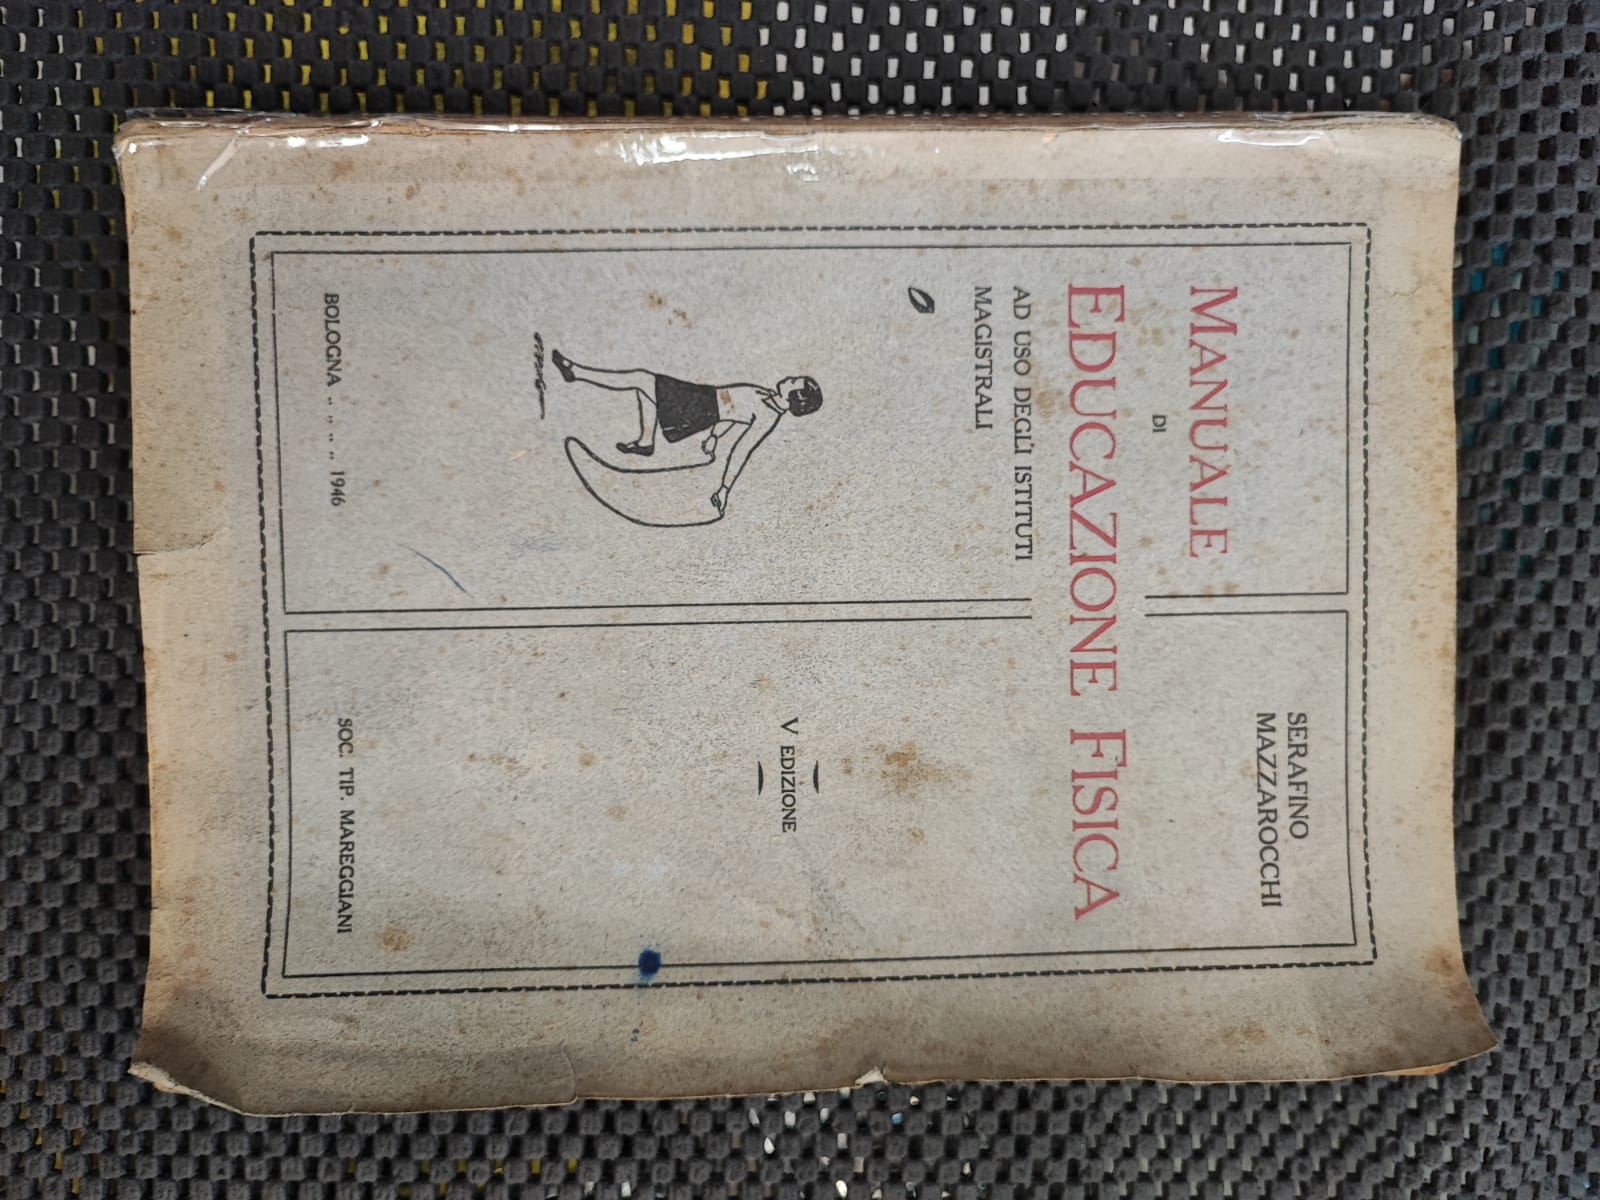 SERAFINO
MAZZAROCCHI
MANUALE
DI
EDUCAZIONE FISICA
AD USO DEGLI ISTITUTI
MAGISTRALI
V EDIZIONE
BOLOGNA .. .. .. .. 1946
SOC. TIP. MAREGGIANI